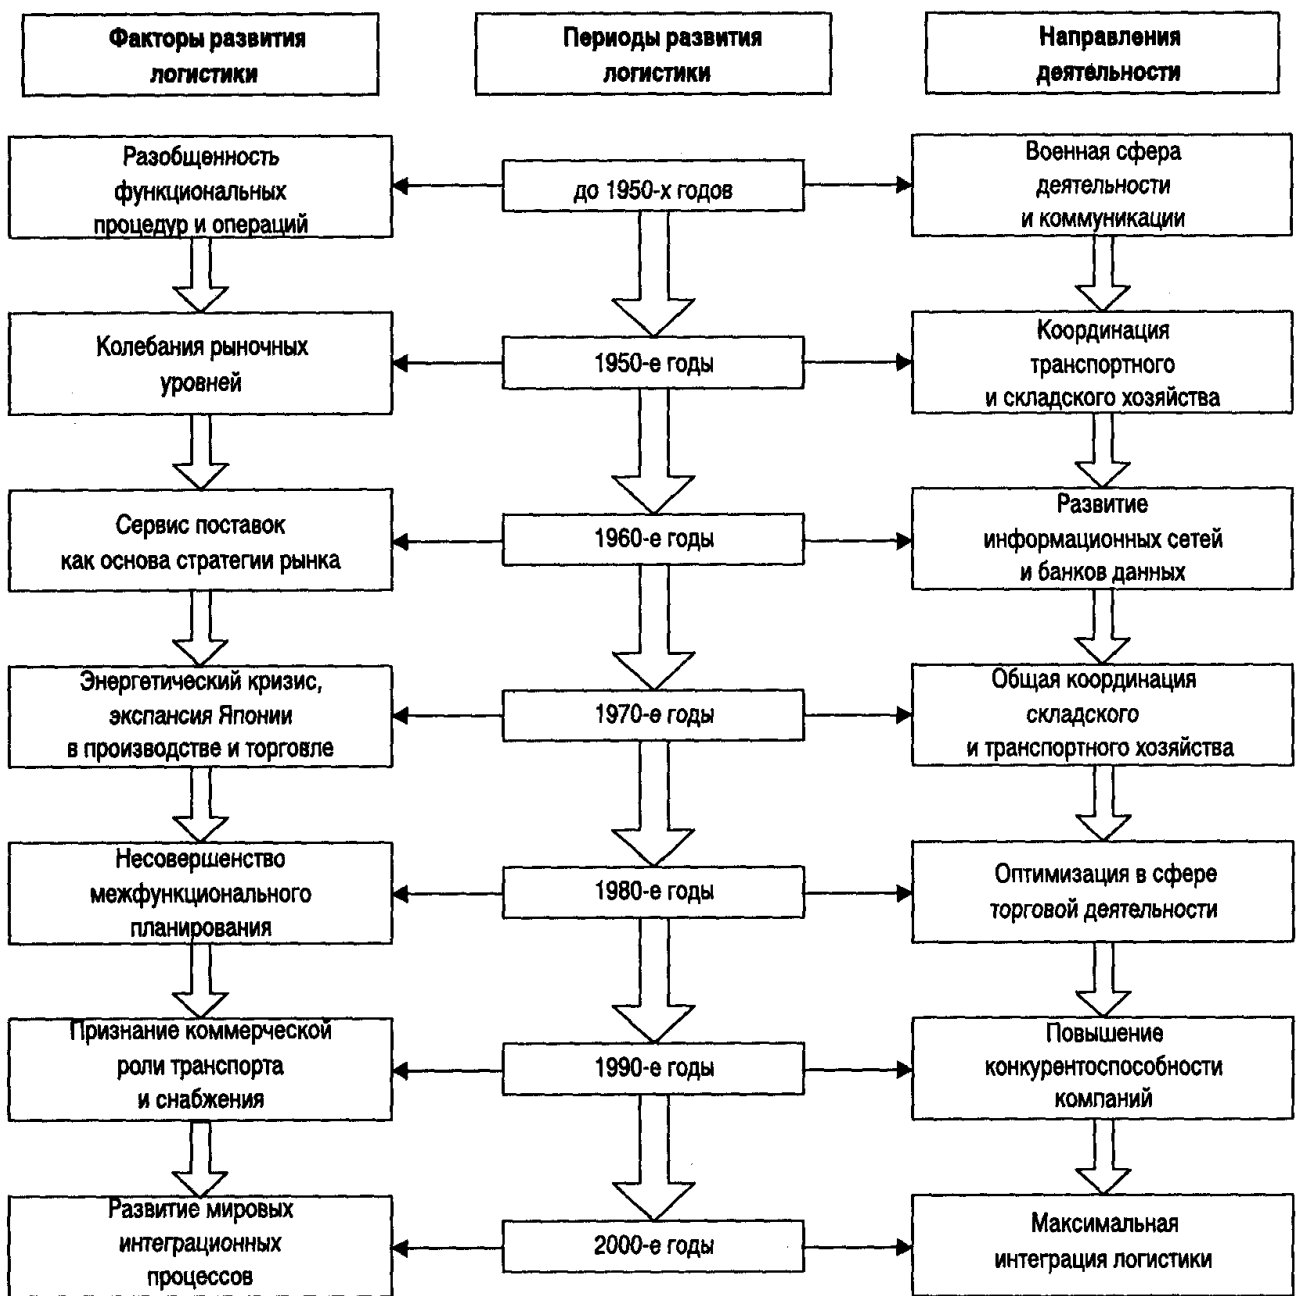 Факторы развития
логистики
Периоды развития
логистики
Направления
деятельности
Разобщенность
функциональных
процедур и операций
до 1950-х годов
Военная сфера
деятельности
и коммуникации
Колебания рыночных
уровней
1950-е годы
Координация
транспортного
и складского хозяйства
Сервис поставок
как основа стратегии рынка
1960-е годы
Развитие
информационных сетей
и банков данных
Энергетический кризис,
экспансия Японии
в производстве и торговле
1970-е годы
Общая координация
складского
и транспортного хозяйства
Несовершенство
межфункционального
планирования
1980-е годы
Оптимизация в сфере
торговой деятельности
Признание коммерческой
роли транспорта
и снабжения
1990-е годы
Повышение
конкурентоспособности
компаний
Развитие мировых
интеграционных
процессов
2000-е годы
Максимальная
интеграция логистики